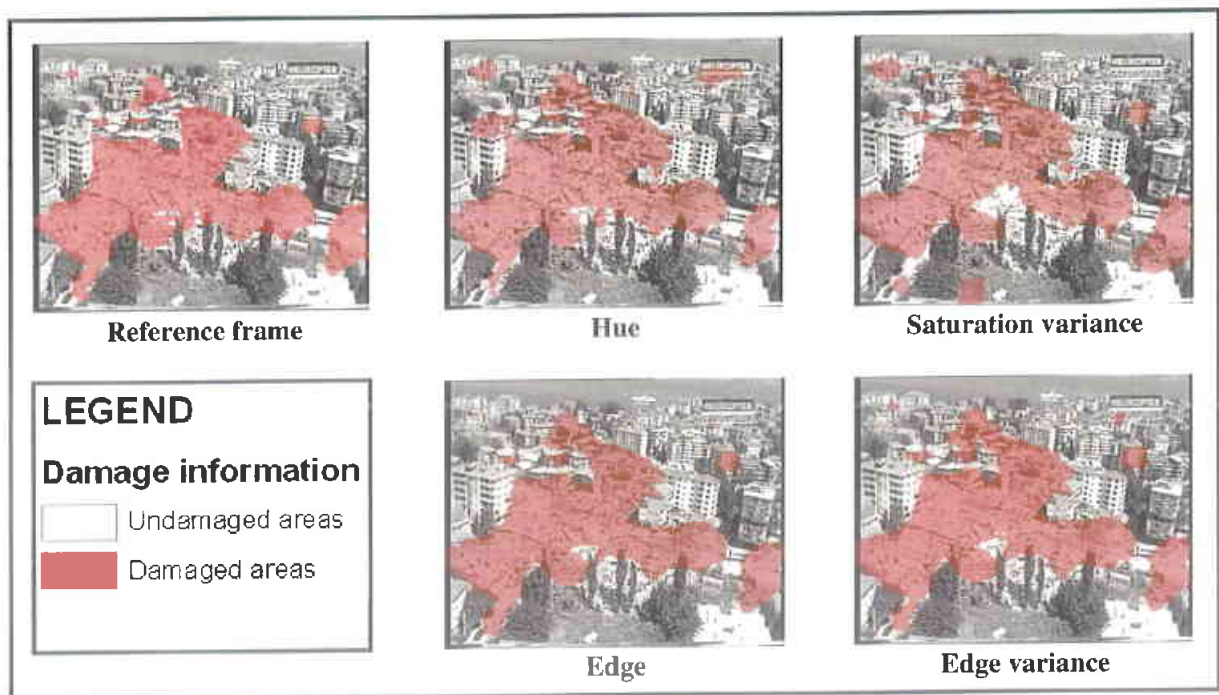 Reference frame
Hue
Saturation variance
LEGEND
Damage information
Undamaged areas
Damaged areas
Edge
Edge variance